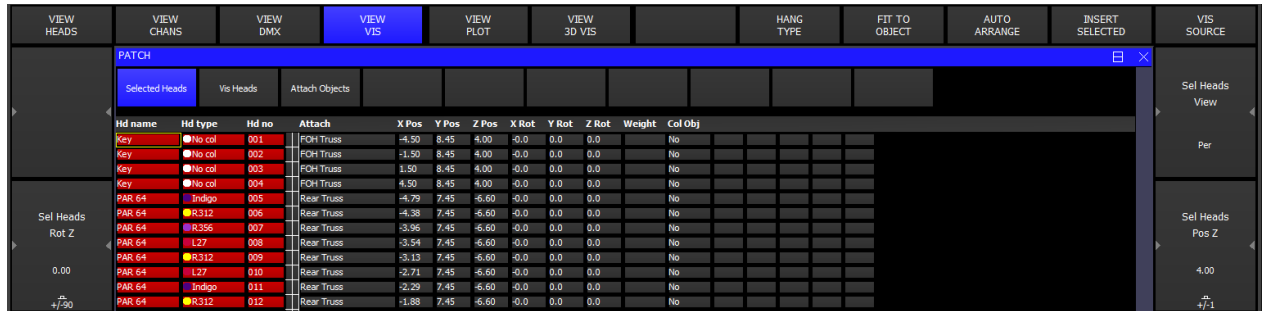 VIEW HEADS VIEW CHANS VIEW DMX VIEW VIS VIEW PLOT VIEW 3D VIS HANG TYPE FIT TO OBJECT AUTO ARRANGE INSERT SELECTED VIS SOURCE
PATCH
Selected Heads Vis Heads Attach Objects
Sel Heads
View
Per
Hd name Hd type Hd no Attach X Pos Y Pos Z Pos X Rot Y Rot Z Rot Weight Col Obj
Key No col 001 FOH Truss -4.50 8.45 4.00 -0.0 0.0 0.0 No
Key No col 002 FOH Truss -1.50 8.45 4.00 -0.0 0.0 0.0 No
Key No col 003 FOH Truss 1.50 8.45 4.00 -0.0 0.0 0.0 No
Key No col 004 FOH Truss 4.50 8.45 4.00 -0.0 0.0 0.0 No
PAR 64 Indigo 005 Rear Truss -4.79 7.45 -6.60 -0.0 0.0 0.0 No
PAR 64 R312 006 Rear Truss -4.38 7.45 -6.60 -0.0 0.0 0.0 No
PAR 64 R356 007 Rear Truss -3.96 7.45 -6.60 -0.0 0.0 0.0 No
PAR 64 L27 008 Rear Truss -3.54 7.45 -6.60 -0.0 0.0 0.0 No
PAR 64 R312 009 Rear Truss -3.13 7.45 -6.60 -0.0 0.0 0.0 No
PAR 64 L27 010 Rear Truss -2.71 7.45 -6.60 -0.0 0.0 0.0 No
PAR 64 Indigo 011 Rear Truss -2.29 7.45 -6.60 -0.0 0.0 0.0 No
PAR 64 R312 012 Rear Truss -1.88 7.45 -6.60 -0.0 0.0 0.0 No
Sel Heads
Rot Z
0.00
+/-90
Sel Heads
Pos Z
4.00
+/-1